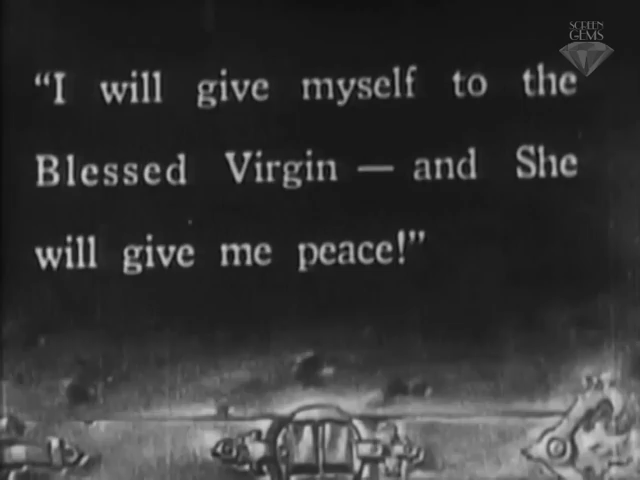 SCREEN
GEMS
“I will give myself to the
Blessed Virgin — and She
will give me peace!”